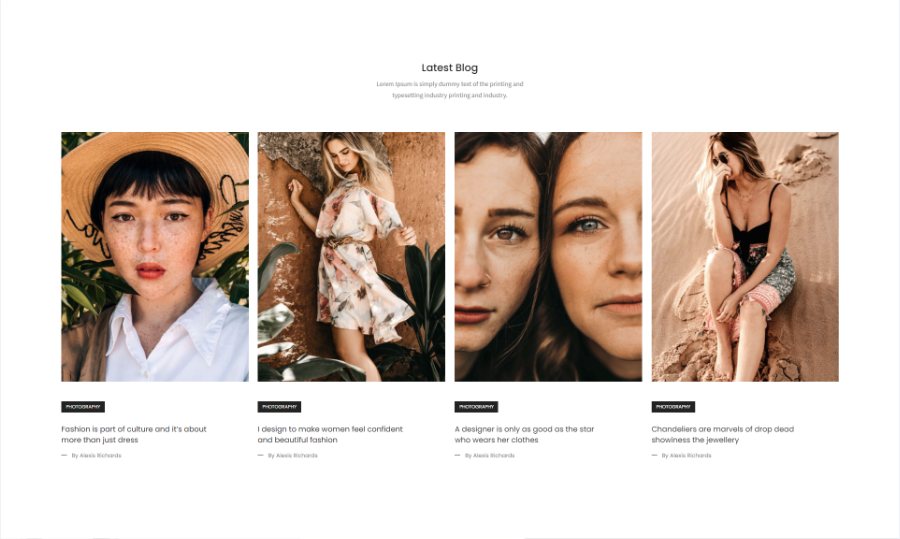 Latest Blog
Lorem Ipsum is simply dummy text of the printing and
typesetting industry printing and industry.
PHOTOGRAPHY
Fashion is part of culture and it's about
more than just dress
— By Alexis Richards
PHOTOGRAPHY
I design to make women feel confident
and beautiful fashion
— By Alexis Richards
PHOTOGRAPHY
A designer is only as good as the star
who wears her clothes
— By Alexis Richards
PHOTOGRAPHY
Chandeliers are marvels of drop dead
showiness the jewellery
— By Alexis Richards